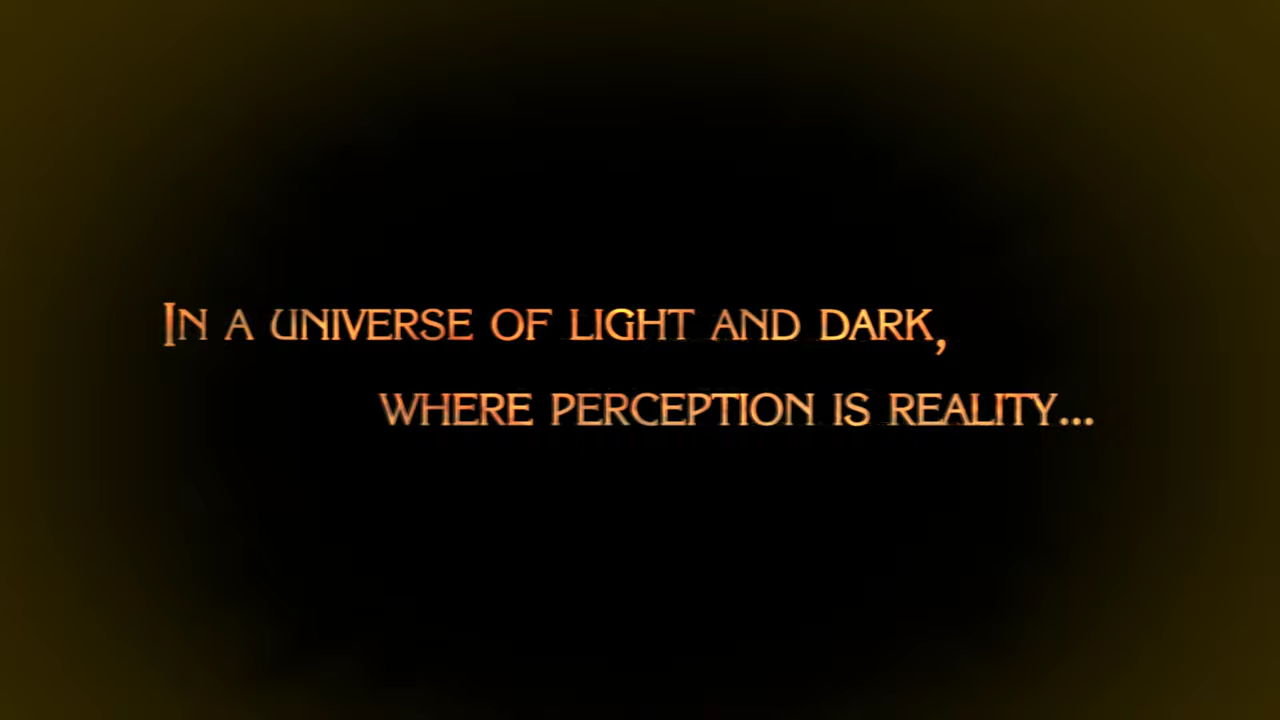 In a universe of light and dark,
where perception is reality...